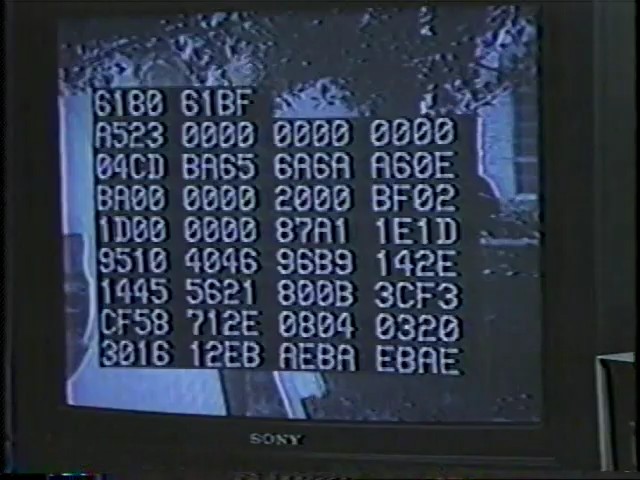 6180 61BF
A523 0000 0000 0000
04CD BA65 6A6A A60E
BA00 0000 2000 BF02
1D00 0000 87A1 1E1D
9510 4046 96B9 142E
1445 5621 800B 3CF3
CF58 712E 0804 0320
3016 12EB AEBA EBAE
SONY